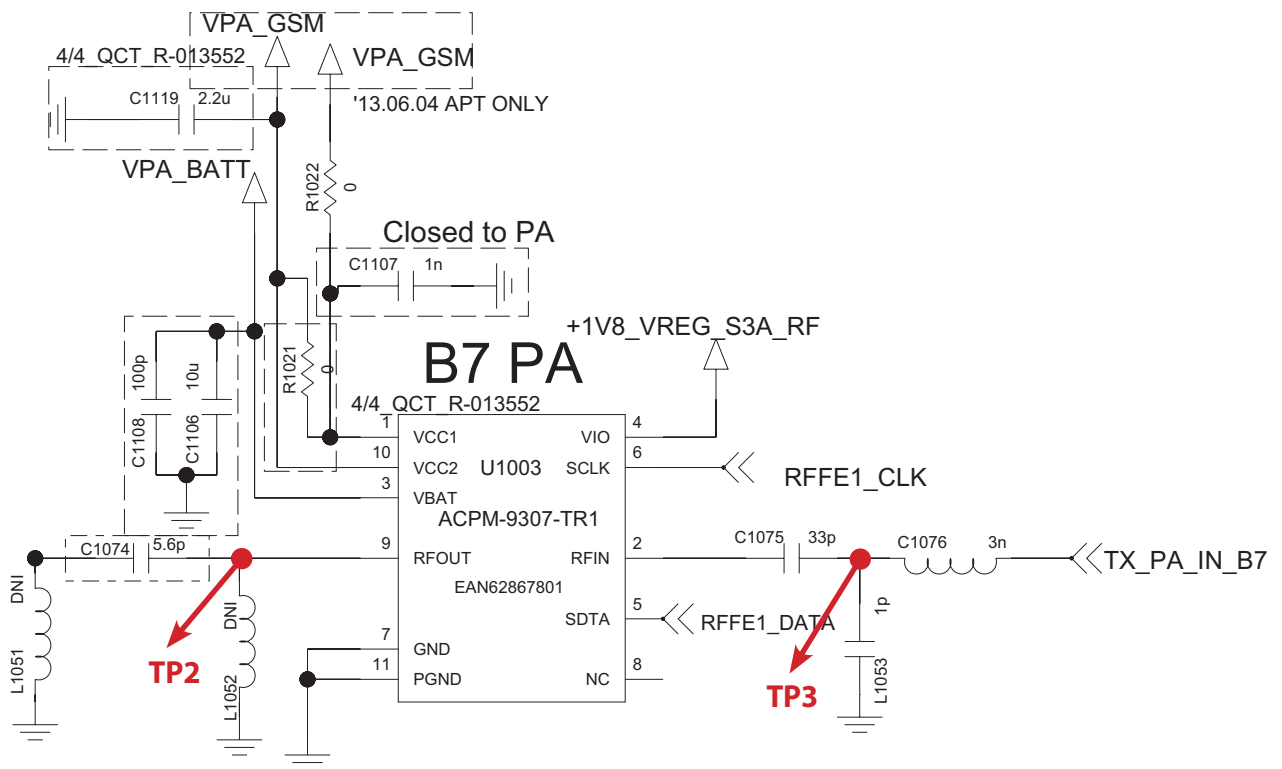 VPA_GSM
4/4_QCT_R-013552
VPA_GSM
C1119 2.2u
'13.06.04 APT ONLY
VPA_BATT
R1022
0
Closed to PA
C1107 1n
+1V8_VREG_S3A_RF
100p
10u
C1108
C1106
R1021
0
B7 PA
4/4_QCT_R-013552
1 VCC1 VIO 4
10 VCC2 U1003 SCLK 6
RFFE1_CLK
3 VBAT
ACPM-9307-TR1
C1074 5.6p
9 RFOUT RFIN 2
C1075 33p
C1076 3n
TX_PA_IN_B7
EAN62867801
DNI
DNI
1p
SDTA 5
RFFE1_DATA
7 GND
11 PGND NC 8
L1051
L1052
L1053
TP2
TP3